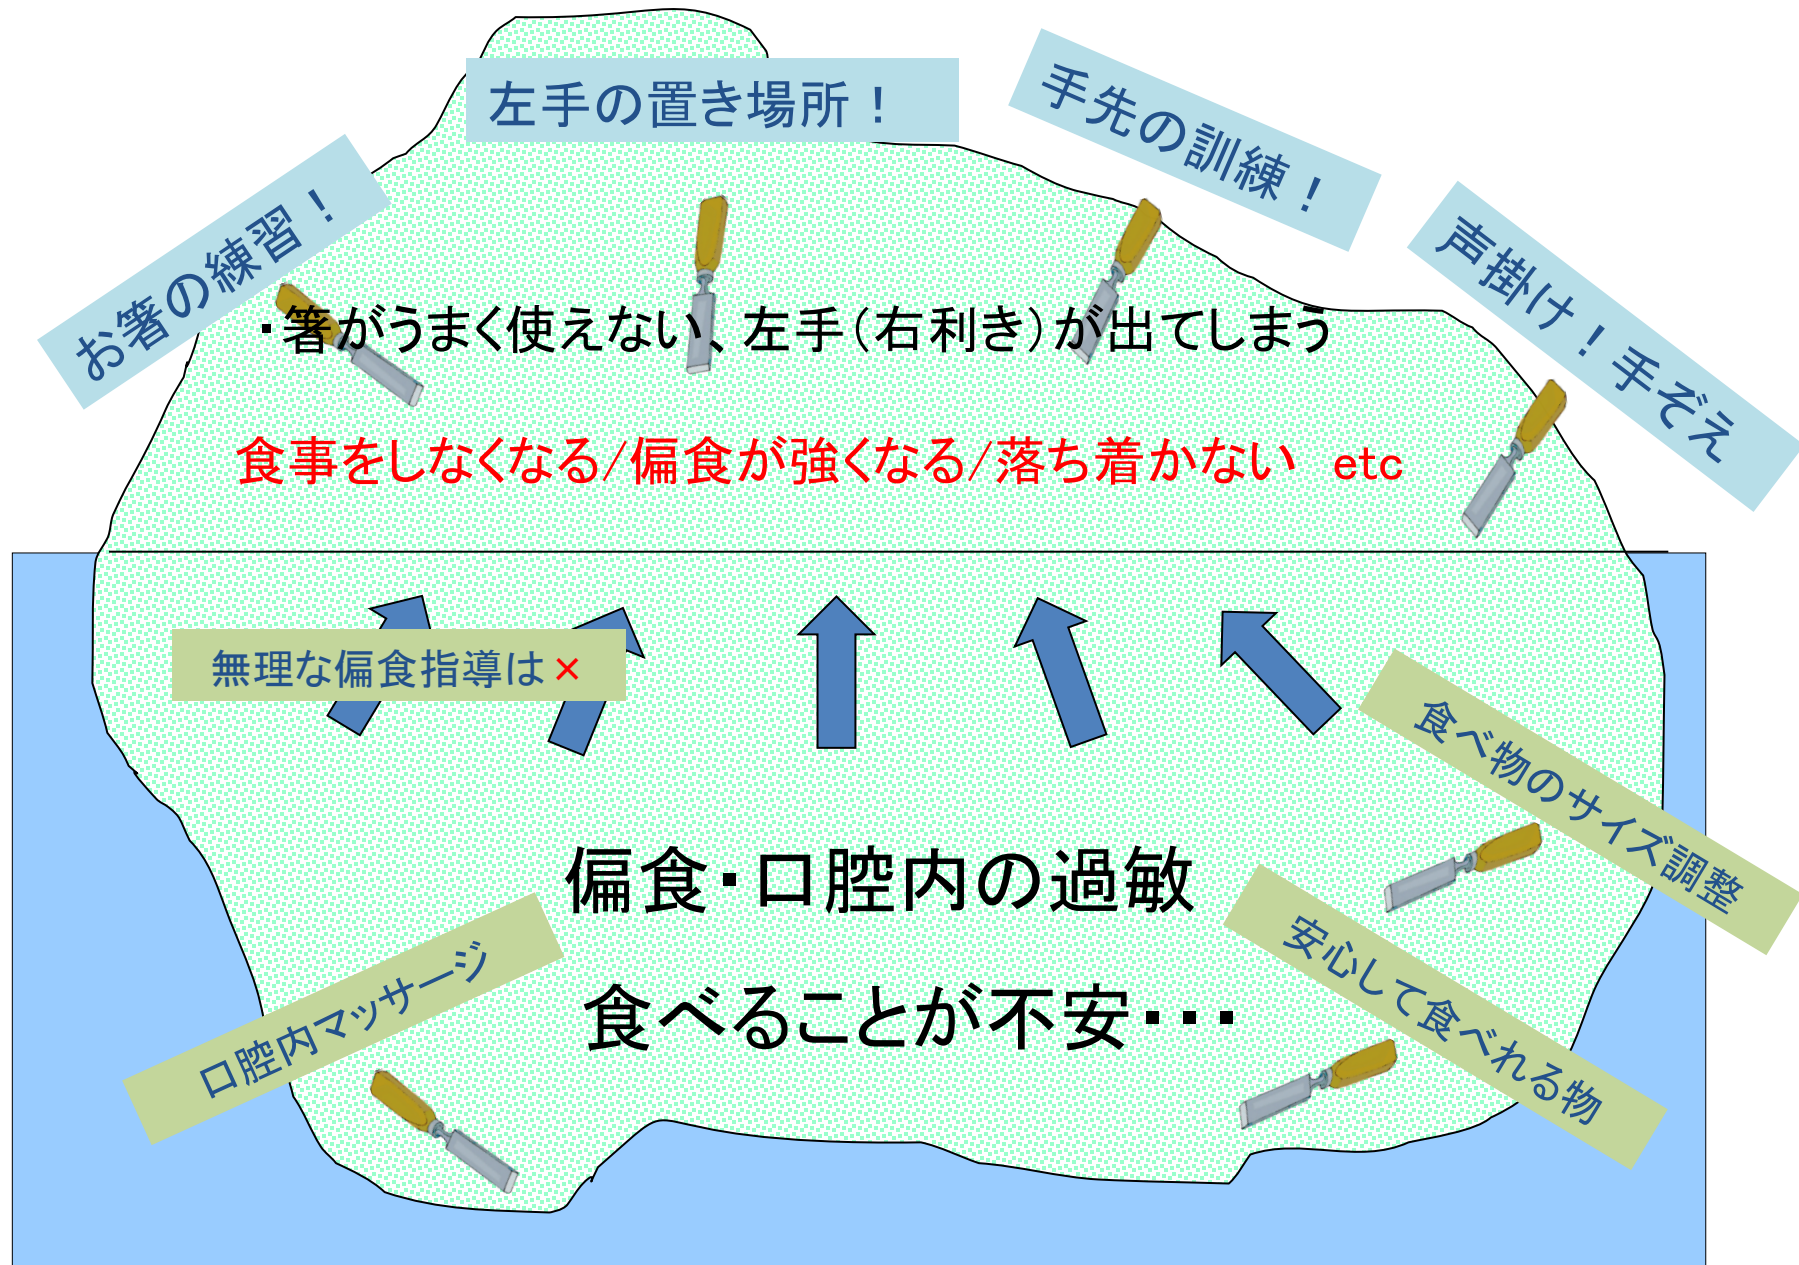 左手の置き場所！
手先の訓練！
お箸の練習！
声掛け！手ぞえ
・箸がうまく使えない、左手（右利き）が出てしまう
食事をしなくなる/偏食が強くなる/落ち着かない　etc
無理な偏食指導は×
食べ物のサイズ調整
偏食・口腔内の過敏
安心して食べれる物
口腔内マッサージ
食べることが不安・・・